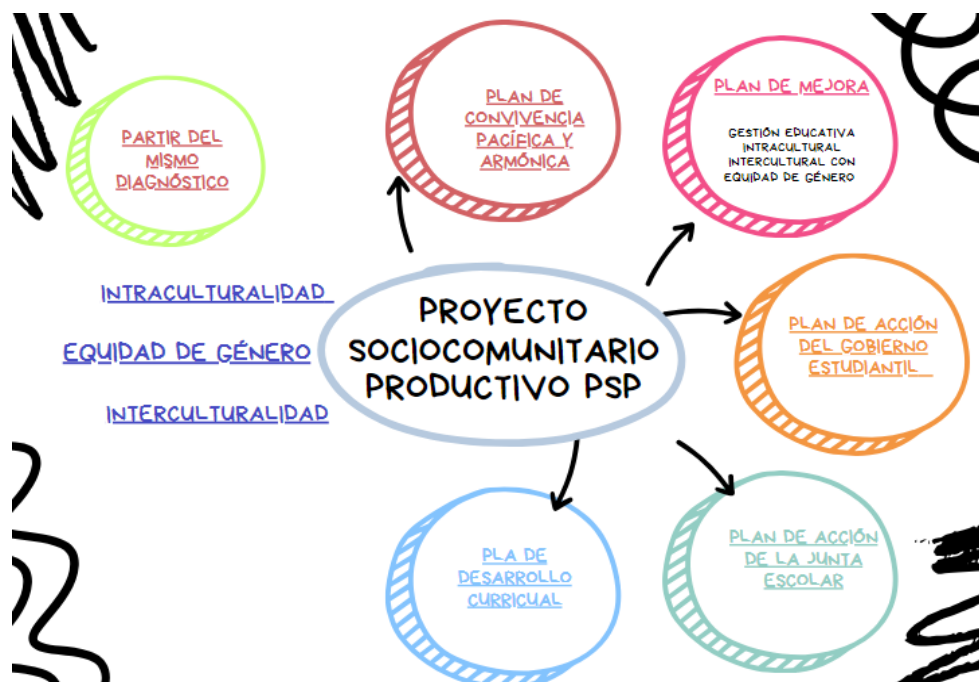 PARTIR DEL
MISMO
DIAGNÓSTICO
PLAN DE
CONVIVENCIA
PACÍFICA Y
ARMÓNICA
PLAN DE MEJORA
GESTIÓN EDUCATIVA
INTRACULTURAL
INTERCULTURAL CON
EQUIDAD DE GÉNERO
INTRACULTURALIDAD
EQUIDAD DE GÉNERO
INTERCULTURALIDAD
PROYECTO
SOCIOCOMUNITARIO
PRODUCTIVO PSP
PLAN DE ACCIÓN
DEL GOBIERNO
ESTUDIANTIL
PLA DE
DESARROLLO
CURRICUAL
PLAN DE ACCIÓN
DE LA JUNTA
ESCOLAR